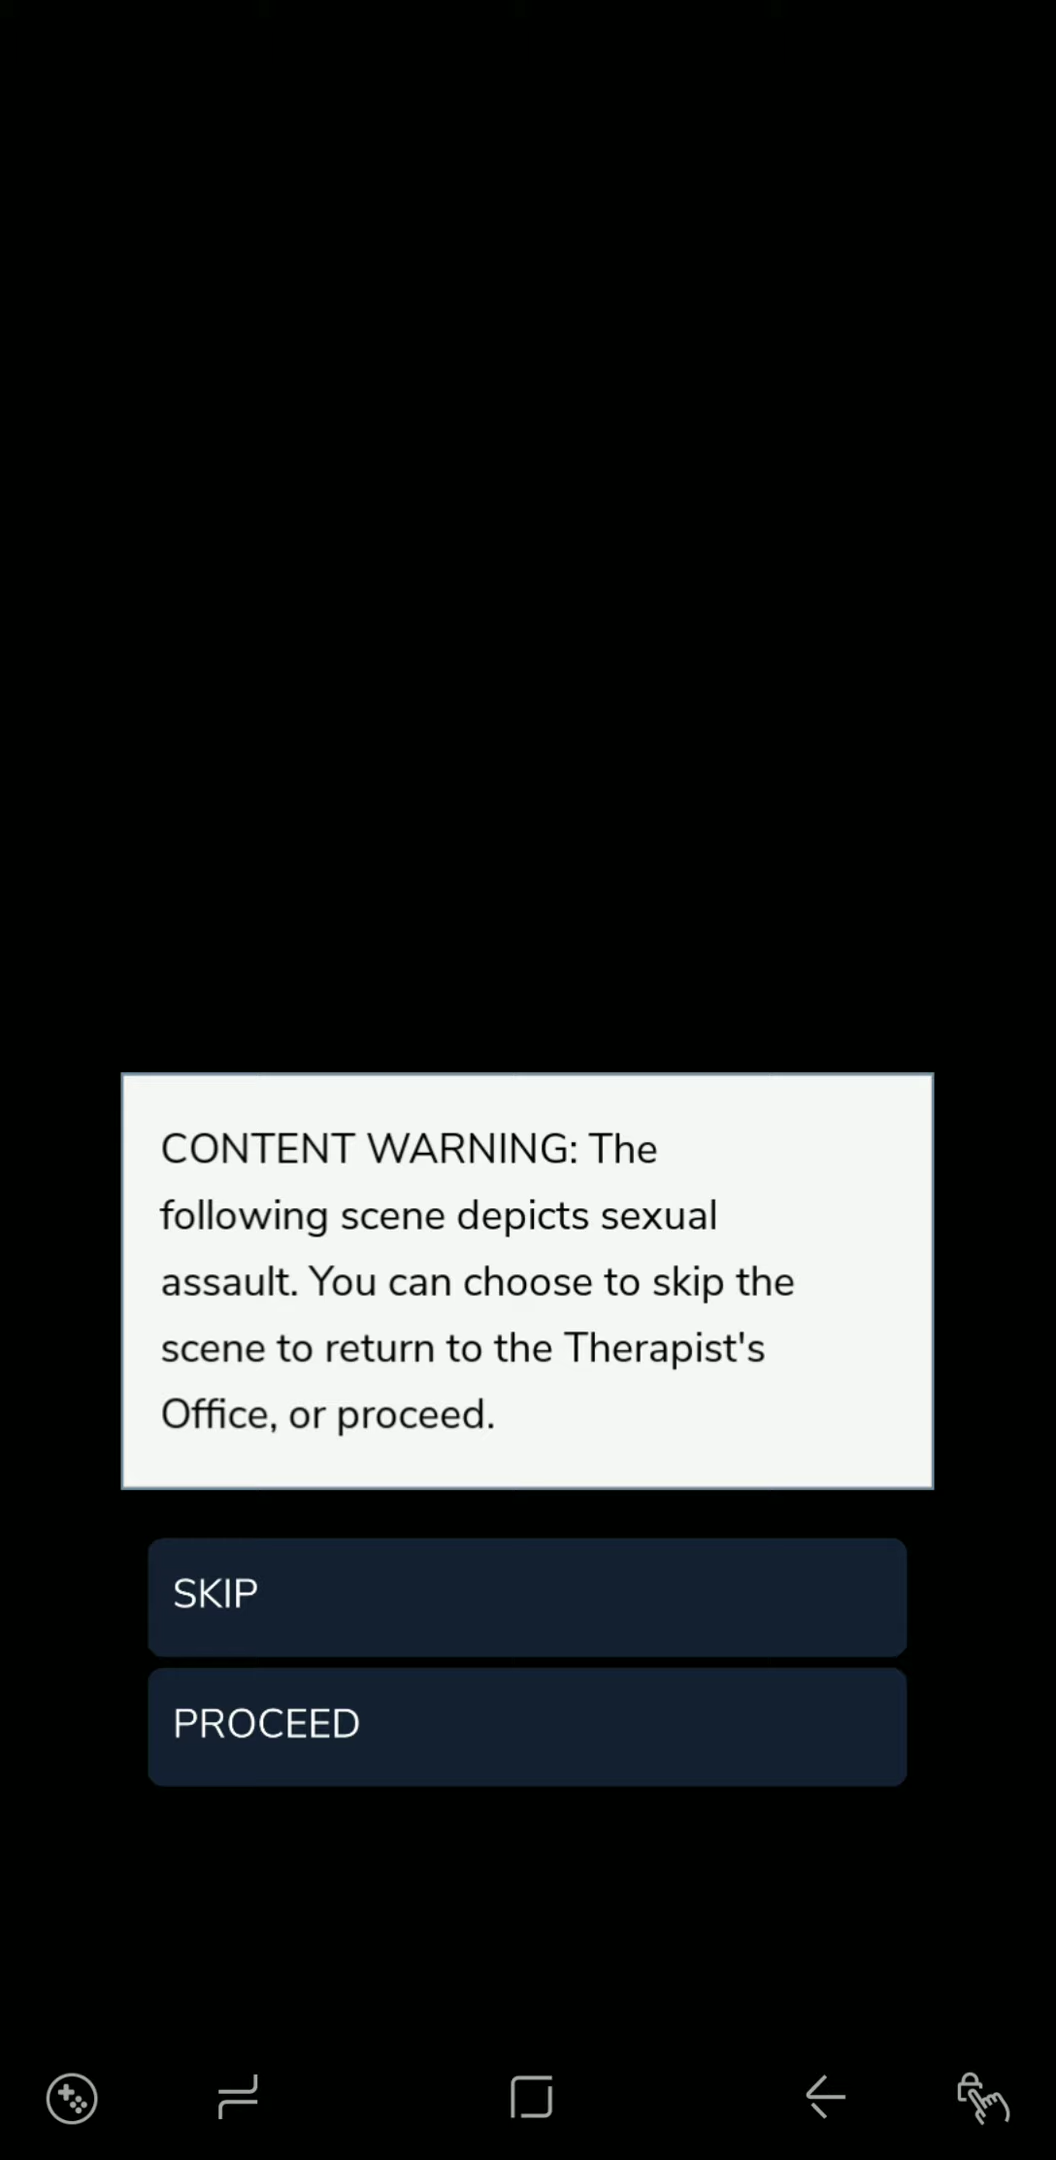 CONTENT WARNING: The
following scene depicts sexual
assault. You can choose to skip the
scene to return to the Therapist's
Office, or proceed.
SKIP
PROCEED